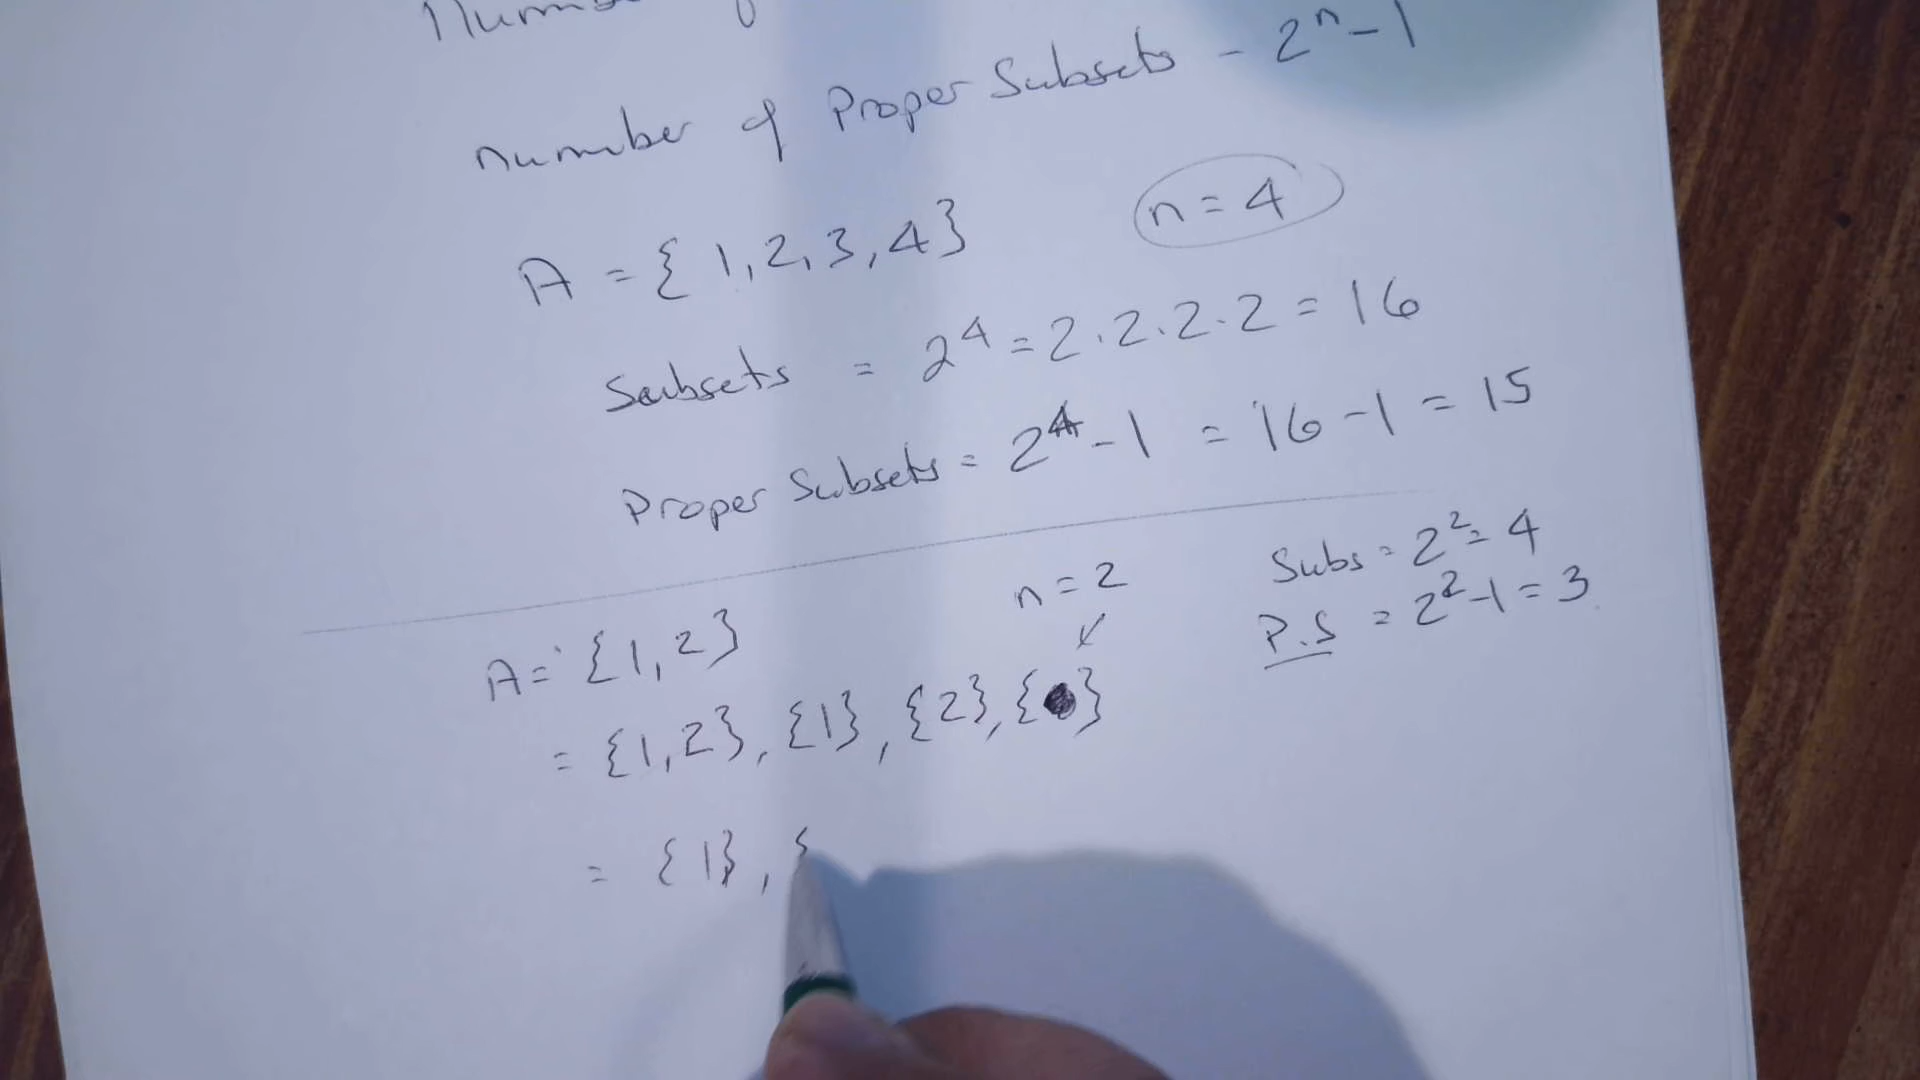 number of Proper Subsets - 2ⁿ - 1
A = { 1, 2, 3, 4 }
n = 4
Subsets = 2⁴ = 2 . 2 . 2 . 2 = 16
Proper Subsets = 2⁴ - 1 = 16 - 1 = 15
n = 2
Subs = 2² = 4
P.S = 2² - 1 = 3
A = {1, 2}
= {1, 2}, {1}, {2}, { }
= {1}, {